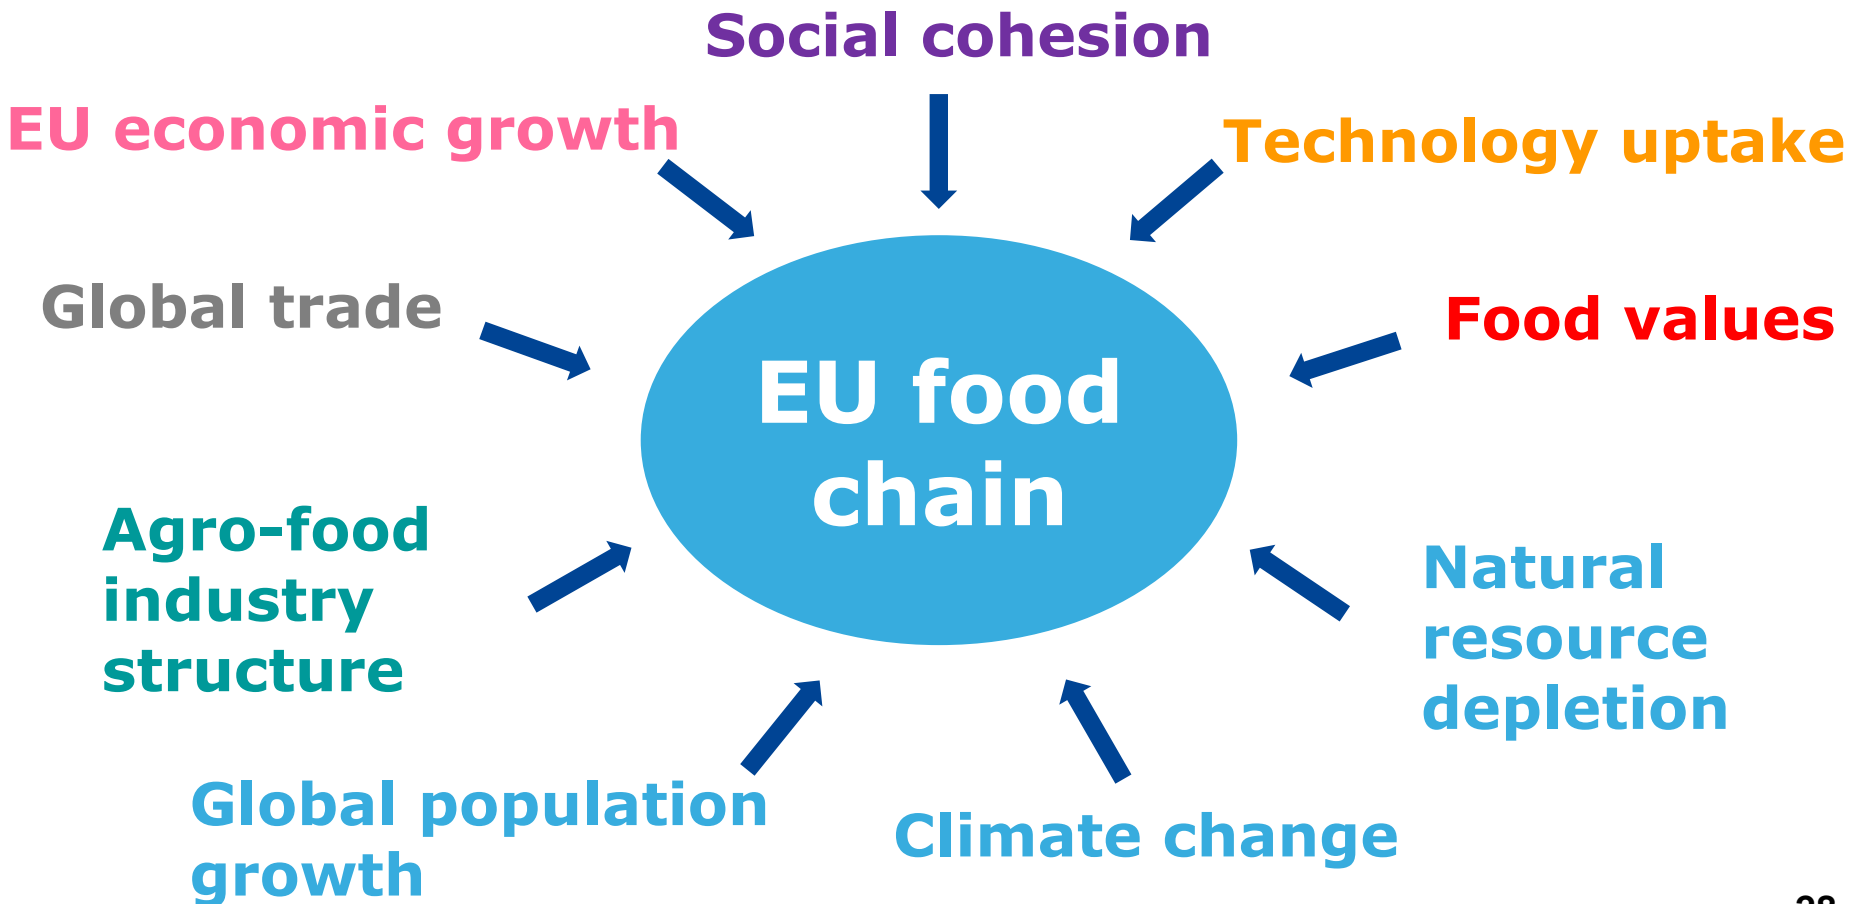 Social cohesion
EU economic growth
Technology uptake
Global trade
Food values
EU food
chain
Agro-food
industry
structure
Natural
resource
depletion
Global population
growth
Climate change